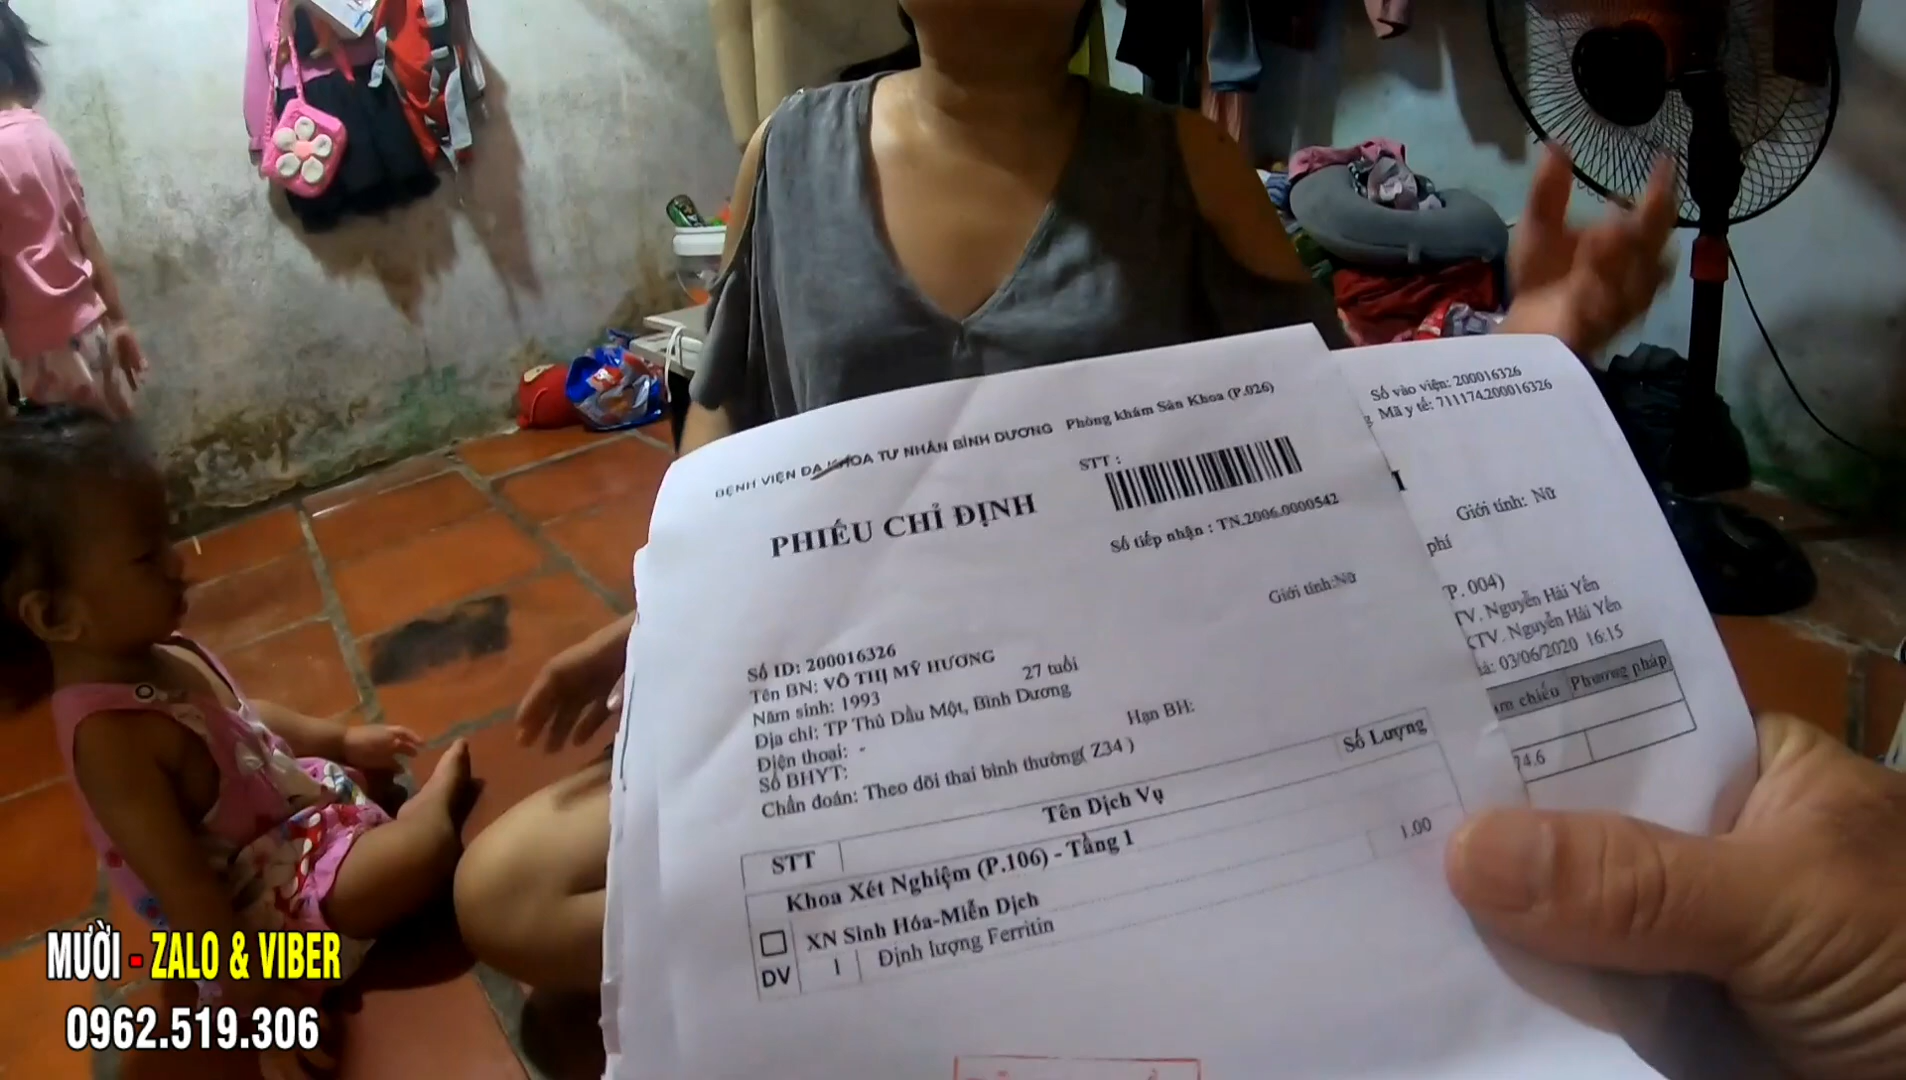 BỆNH VIỆN ĐA KHOA TƯ NHÂN BÌNH DƯƠNG Phòng khám Sản Khoa (P.026)
PHIẾU CHỈ ĐỊNH
STT :
Số tiếp nhận : TN.2006.0000542
Giới tính:Nữ
Số ID: 200016326
Tên BN: VÕ THỊ MỸ HƯƠNG
Năm sinh: 1993 27 tuổi
Địa chỉ: TP Thủ Dầu Một, Bình Dương
Điện thoại: -
Số BHYT: Hạn BH:
Chẩn đoán: Theo dõi thai bình thường( Z34 )
STT Tên Dịch Vụ Số Lượng
Khoa Xét Nghiệm (P.106) - Tầng 1
XN Sinh Hóa-Miễn Dịch
DV 1 Định lượng Ferritin 1.00
Số vào viện: 200016326
Mã y tế: 711174.200016326
Giới tính: Nữ
phí
P. 004)
TV. Nguyễn Hải Yến
KTV. Nguyễn Hải Yến
03/06/2020 16:15
chiếu Phương pháp
74.6
MƯỜI - ZALO & VIBER
0962.519.306